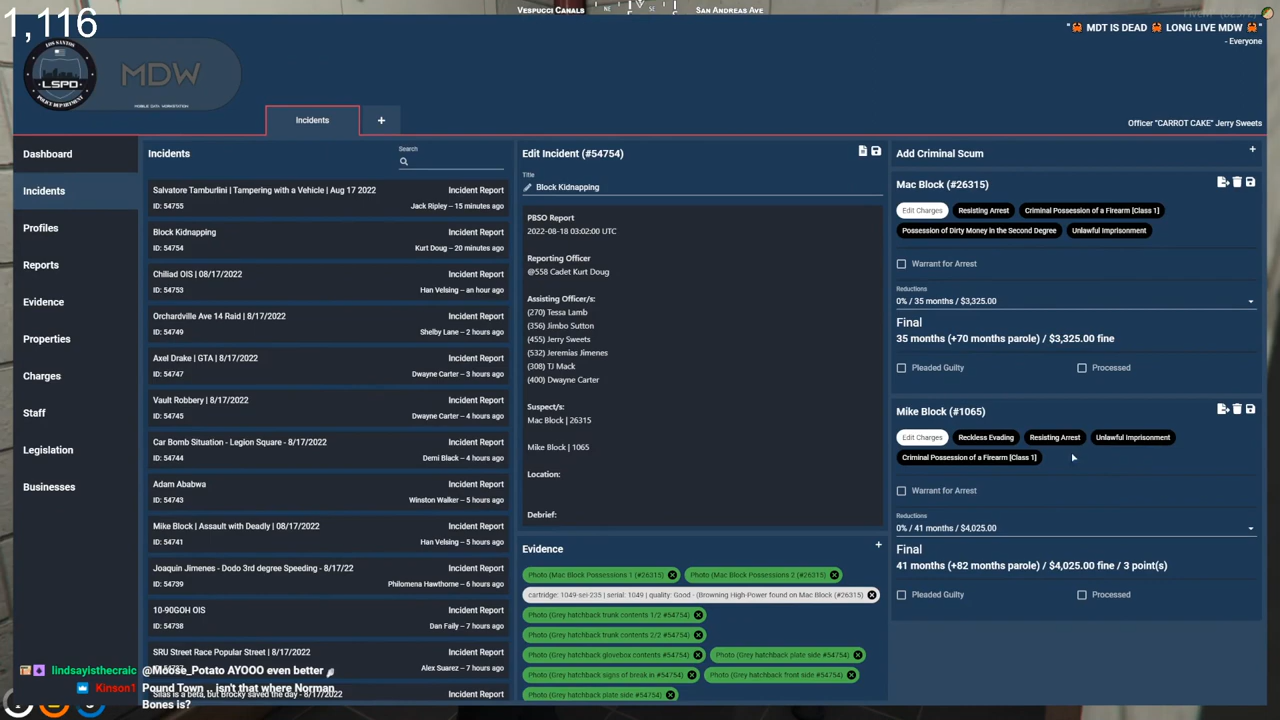 1,116
Vespucci Canals
NE
SE
San Andreas Ave
" MDT IS DEAD LONG LIVE MDW "
- Everyone
LOS SANTOS
LSPD
POLICE DEPARTMENT
MDW
MOBILE DATA WORKSTATION
Incidents
+
Officer "CARROT CAKE" Jerry Sweets
Dashboard
Incidents
Profiles
Reports
Evidence
Properties
Charges
Staff
Legislation
Businesses
Incidents
Search
Salvatore Tamburlini | Tampering with a Vehicle | Aug 17 2022 Incident Report
ID: 54755 Jack Ripley – 15 minutes ago
Block Kidnapping Incident Report
ID: 54754 Kurt Doug – 20 minutes ago
Chiliad OIS | 08/17/2022 Incident Report
ID: 54753 Han Velsing – an hour ago
Orchardville Ave 14 Raid | 8/17/2022 Incident Report
ID: 54749 Shelby Lane – 2 hours ago
Axel Drake | GTA | 8/17/2022 Incident Report
ID: 54747 Dwayne Carter – 3 hours ago
Vault Robbery | 8/17/2022 Incident Report
ID: 54745 Dwayne Carter – 4 hours ago
Car Bomb Situation - Legion Square - 8/17/2022 Incident Report
ID: 54744 Demi Black – 4 hours ago
Adam Ababwa Incident Report
ID: 54743 Winston Walker – 5 hours ago
Mike Block | Assault with Deadly | 08/17/2022 Incident Report
ID: 54741 Han Velsing – 5 hours ago
Joaquin Jimenes - Dodo 3rd degree Speeding - 8/17/22 Incident Report
ID: 54739 Philomena Hawthorne – 6 hours ago
10-90GOH OIS Incident Report
ID: 54738 Dan Faily – 7 hours ago
SRU Street Race Popular Street | 8/17/2022 Incident Report
Alex Suarez – 7 hours ago
Silas is a beta, but Blocky saved the day - 8/17/2022 Incident Report
lindsayisthecralc @Moose_Potato AYOOO even better
Kinson1 Pound Town .. isn't that where Norman
Bones is?
Edit Incident (#54754)
Title
Block Kidnapping
PBSO Report
2022-08-18 03:02:00 UTC
Reporting Officer
@558 Cadet Kurt Doug
Assisting Officer/s:
(270) Tessa Lamb
(356) Jimbo Sutton
(455) Jerry Sweets
(532) Jeremias Jimenes
(308) TJ Mack
(400) Dwayne Carter
Suspect/s:
Mac Block | 26315
Mike Block | 1065
Location:
Debrief:
Evidence +
Photo (Mac Block Possessions 1 (#26315) Photo (Mac Block Possessions 2 (#26315)
cartridge: 1049-sei-235 | serial: 1049 | quality: Good - (Browning High-Power found on Mac Block (#26315)
Photo (Grey hatchback trunk contents 1/2 #54754)
Photo (Grey hatchback trunk contents 2/2 #54754)
Photo (Grey hatchback glovebox contents #54754) Photo (Grey hatchback plate side #54754)
Photo (Grey hatchback signs of break in #54754) Photo (Grey hatchback front side #54754)
Photo (Grey hatchback plate side #54754)
Add Criminal Scum +
Mac Block (#26315)
Edit Charges Resisting Arrest Criminal Possession of a Firearm [Class 1]
Possession of Dirty Money in the Second Degree Unlawful Imprisonment
Warrant for Arrest
Reductions
0% / 35 months / $3,325.00
Final
35 months (+70 months parole) / $3,325.00 fine
Pleaded Guilty Processed
Mike Block (#1065)
Edit Charges Reckless Evading Resisting Arrest Unlawful Imprisonment
Criminal Possession of a Firearm [Class 1]
Warrant for Arrest
Reductions
0% / 41 months / $4,025.00
Final
41 months (+82 months parole) / $4,025.00 fine / 3 point(s)
Pleaded Guilty Processed